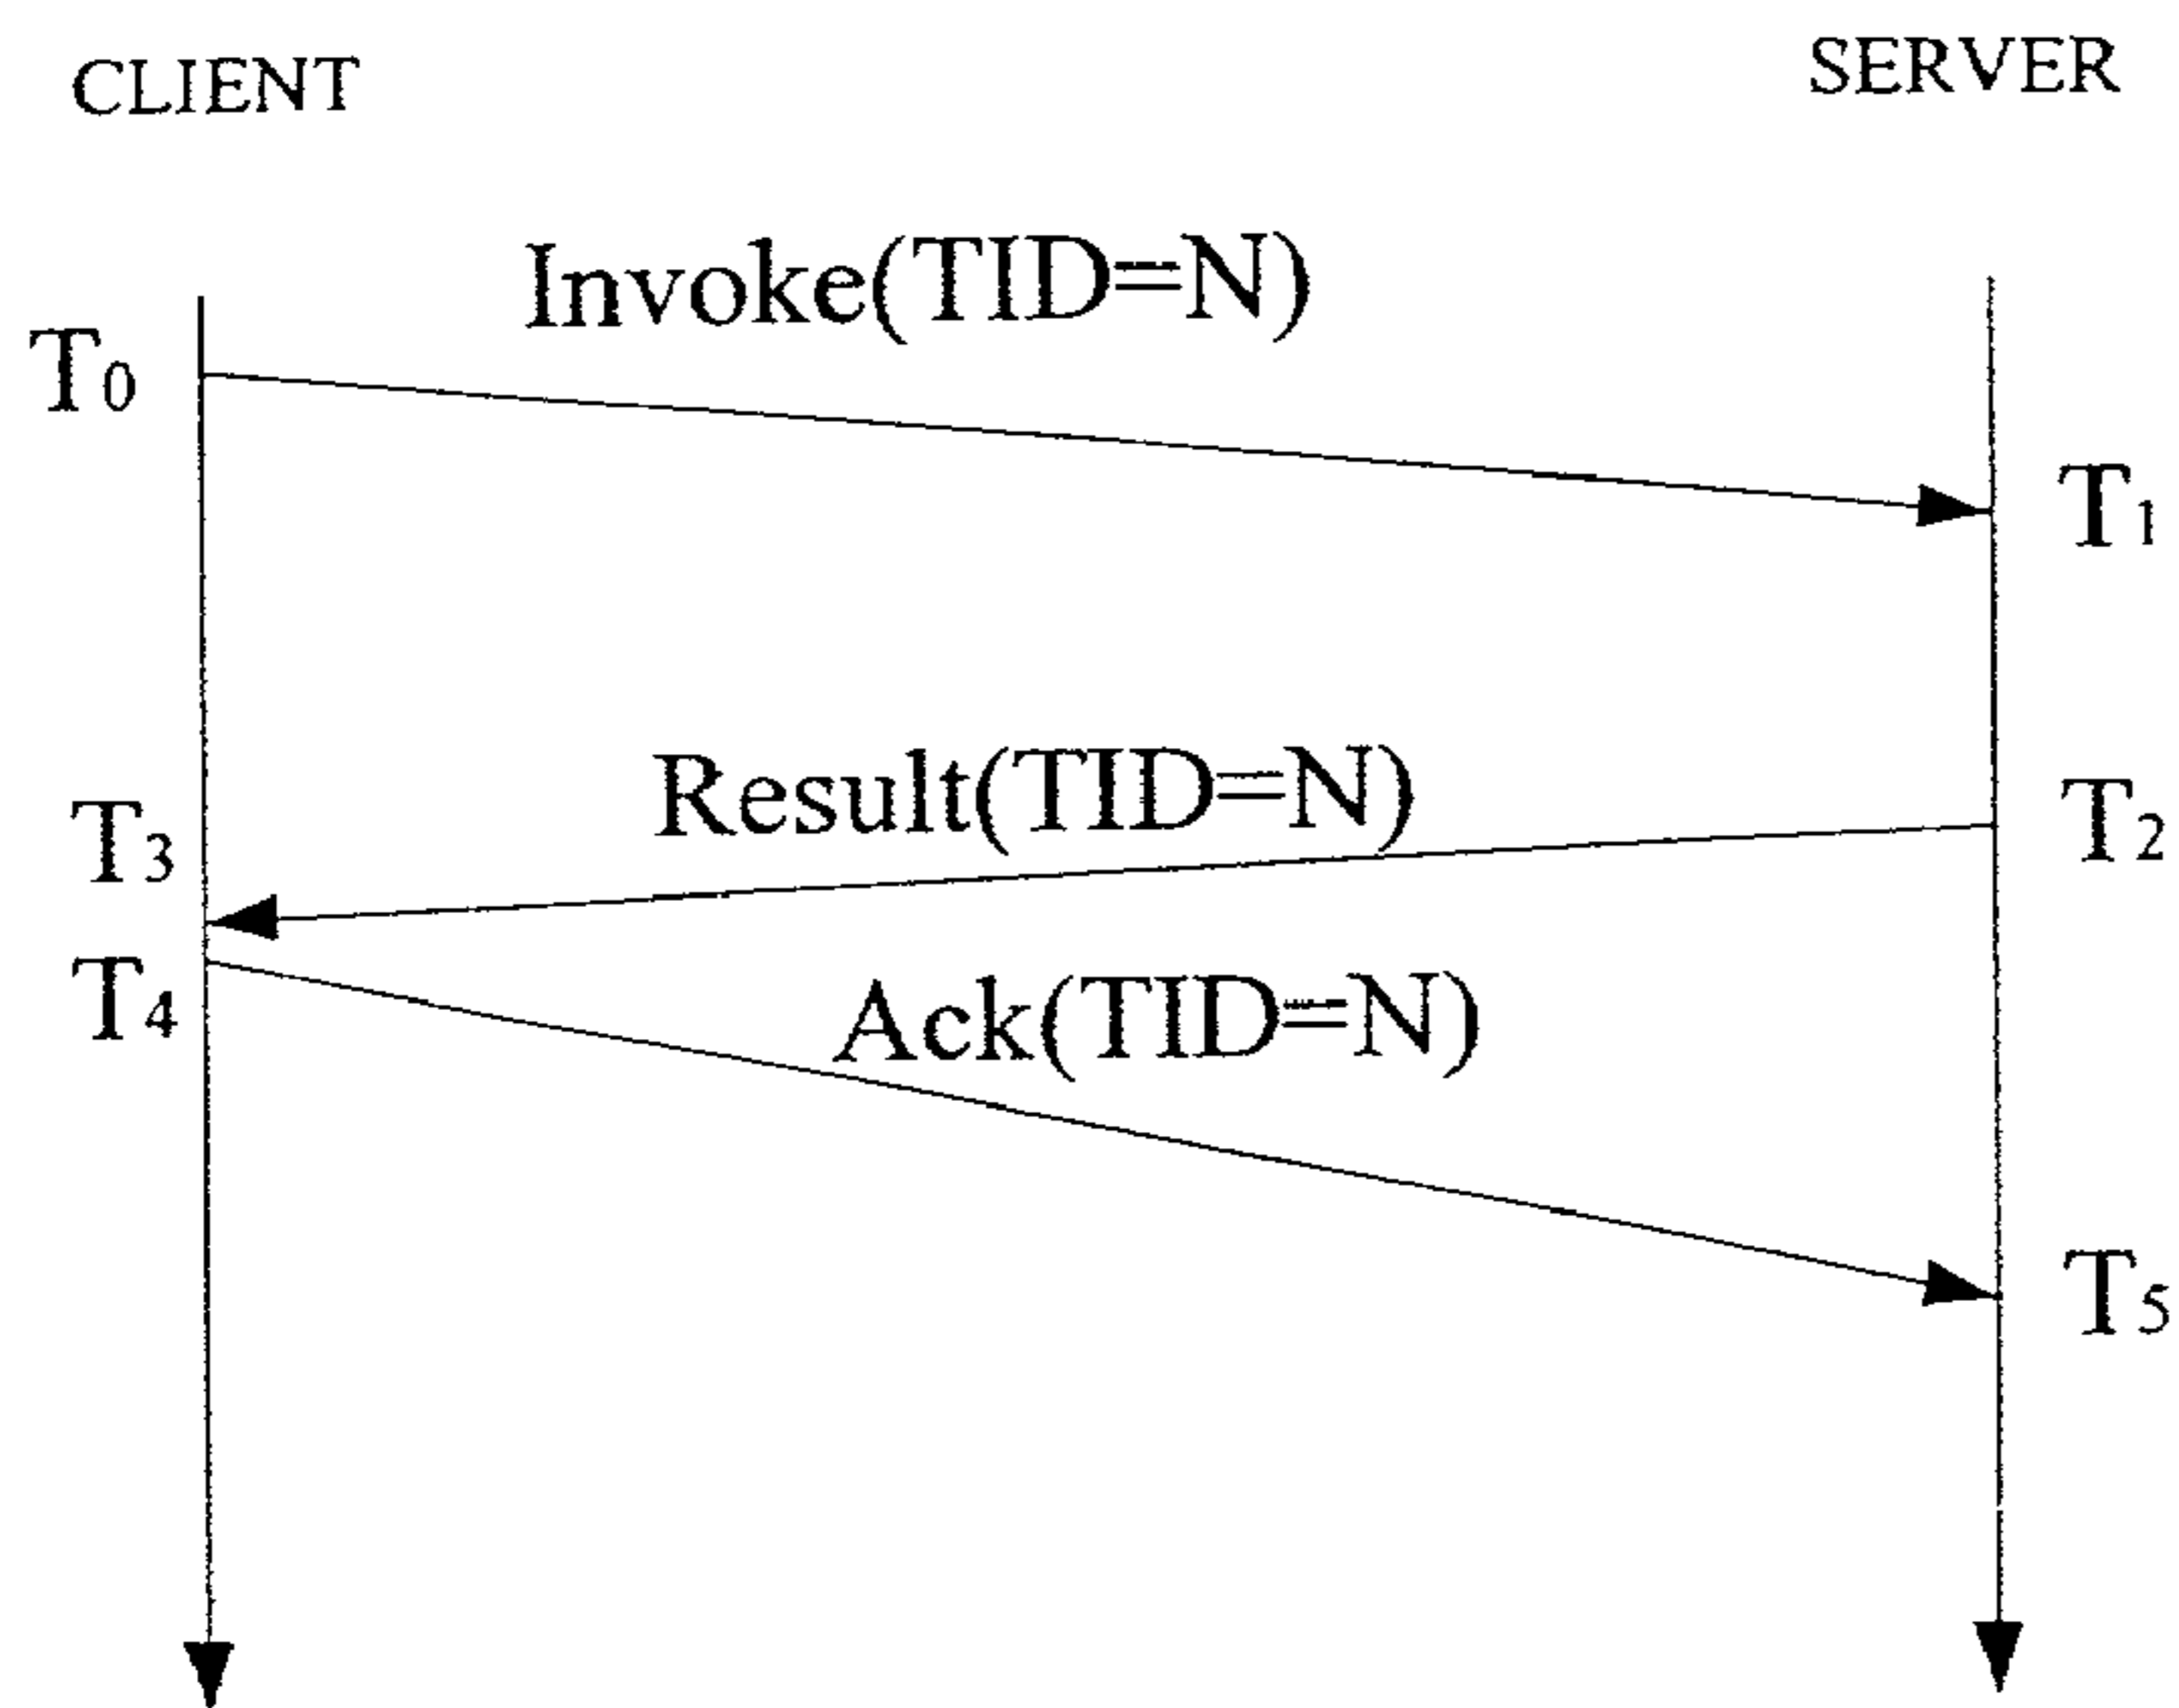 CLIENT
SERVER
Invoke(TID=N)
T0
T1
Result(TID=N)
T3
T2
T4
Ack(TID=N)
T5